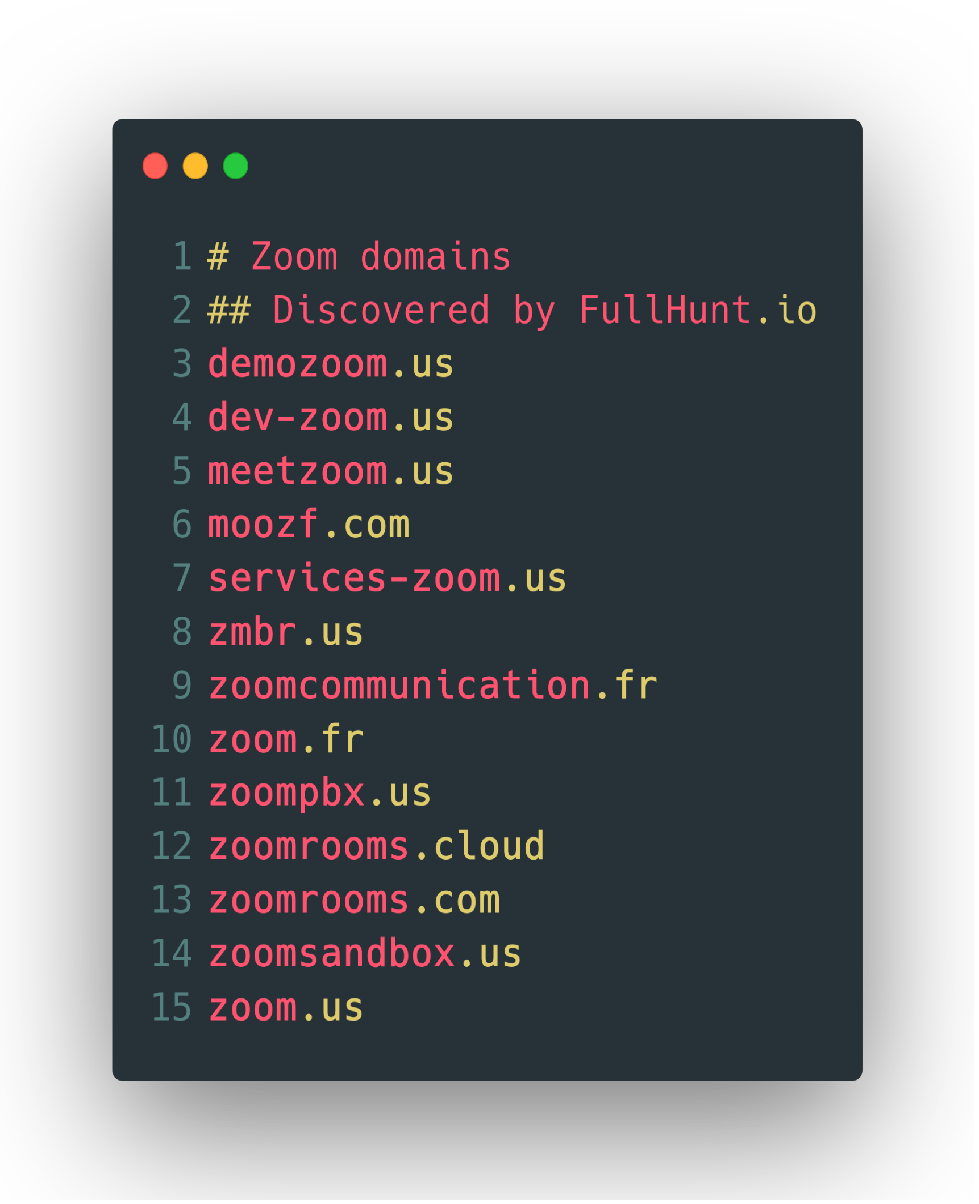 1 # Zoom domains
2 ## Discovered by FullHunt.io
3 demozoom.us
4 dev-zoom.us
5 meetzoom.us
6 moozf.com
7 services-zoom.us
8 zmbr.us
9 zoomcommunication.fr
10 zoom.fr
11 zoompbx.us
12 zoomrooms.cloud
13 zoomrooms.com
14 zoomsandbox.us
15 zoom.us